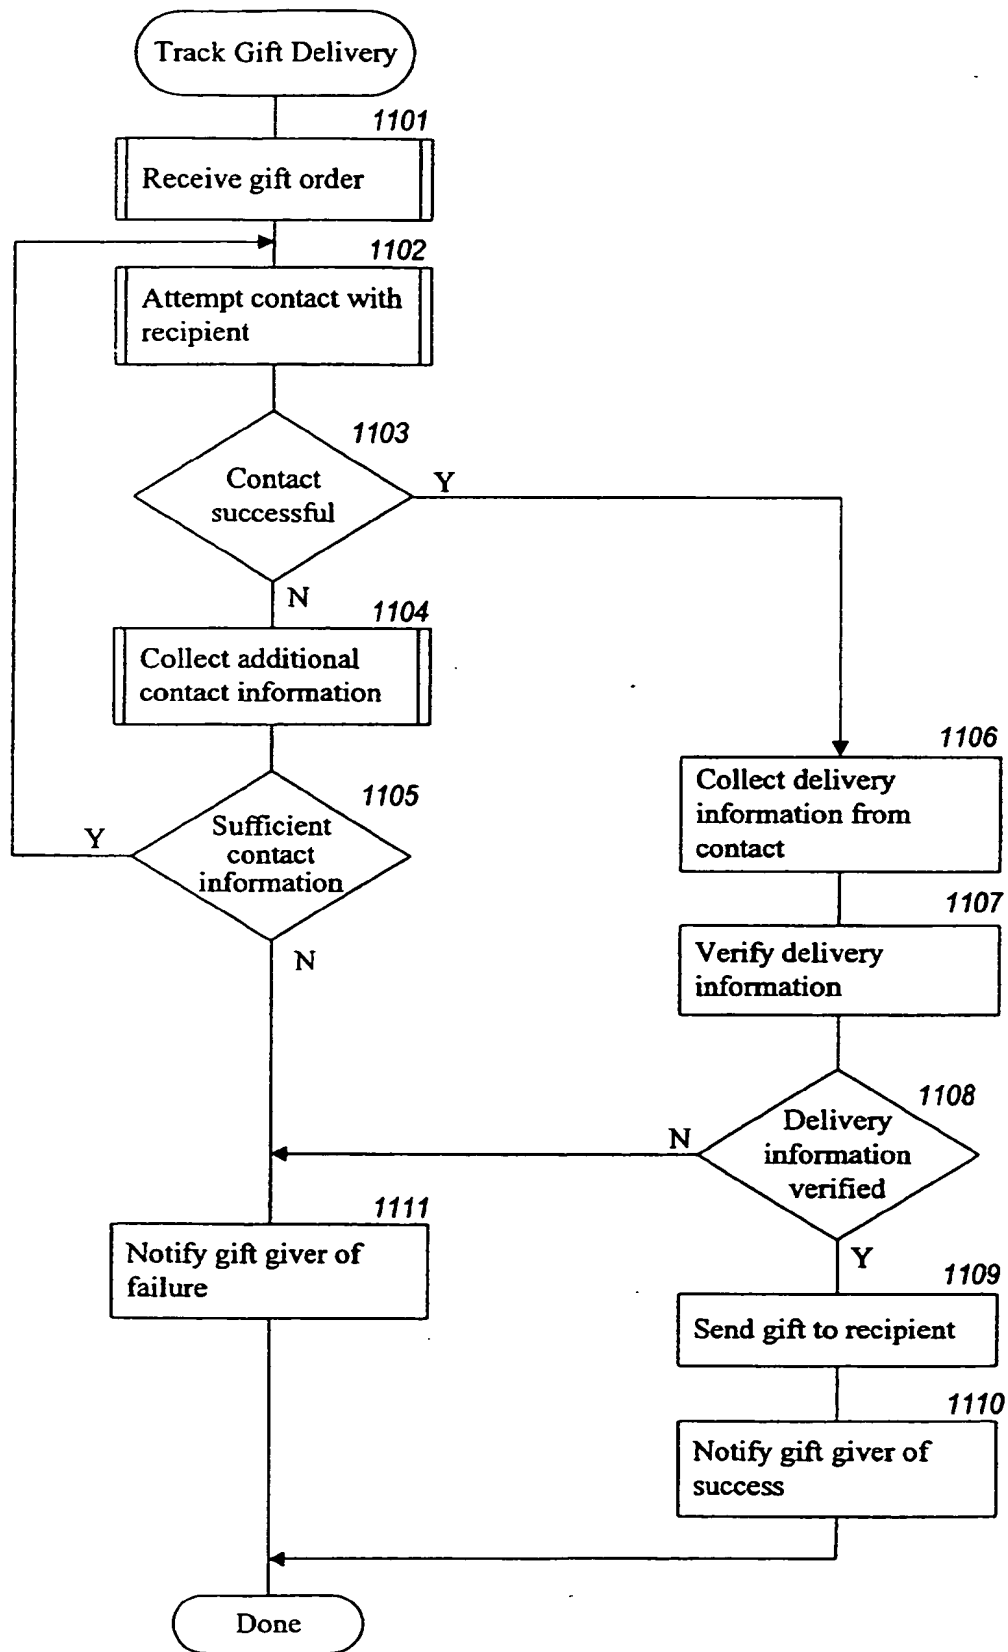 Track Gift Delivery
1101
Receive gift order
1102
Attempt contact with
recipient
1103
Contact
successful
Y
N
1104
Collect additional
contact information
1105
Sufficient
contact
information
Y
N
1106
Collect delivery
information from
contact
1107
Verify delivery
information
1108
Delivery
information
verified
N
Y
1111
Notify gift giver of
failure
1109
Send gift to recipient
1110
Notify gift giver of
success
Done